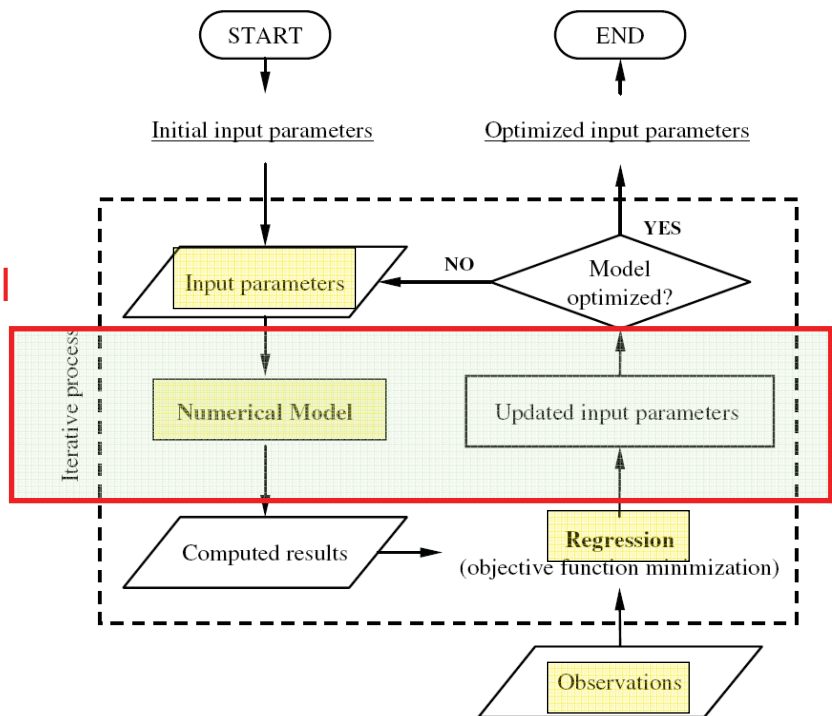 START
END
Initial input parameters
Optimized input parameters
YES
NO
Input parameters
Model
optimized?
Iterative process
Numerical Model
Updated input parameters
Computed results
Regression
(objective function minimization)
Observations